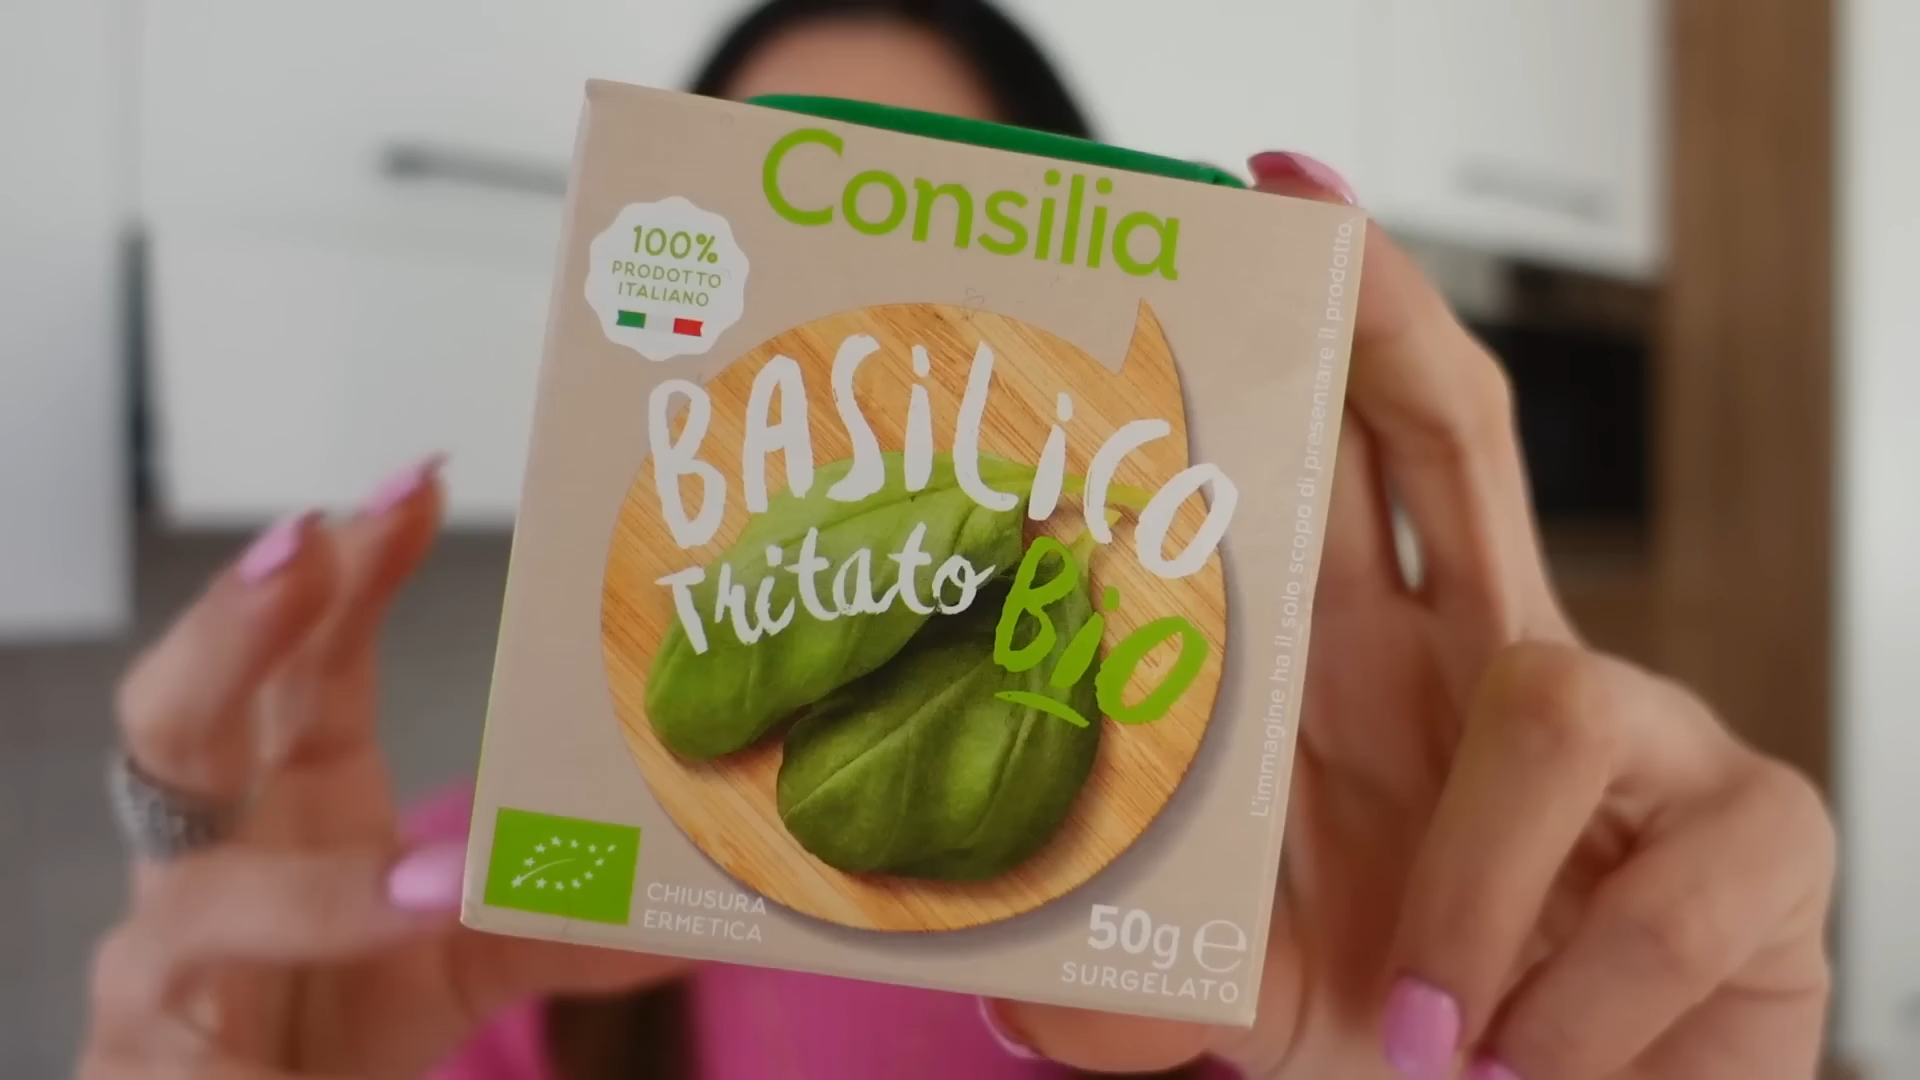 Consilia
100%
PRODOTTO
ITALIANO
BASiLiCO
Tritato BiO
L'immagine ha il solo scopo di presentare il prodotto.
CHIUSURA
ERMETICA
50g ℮
SURGELATO